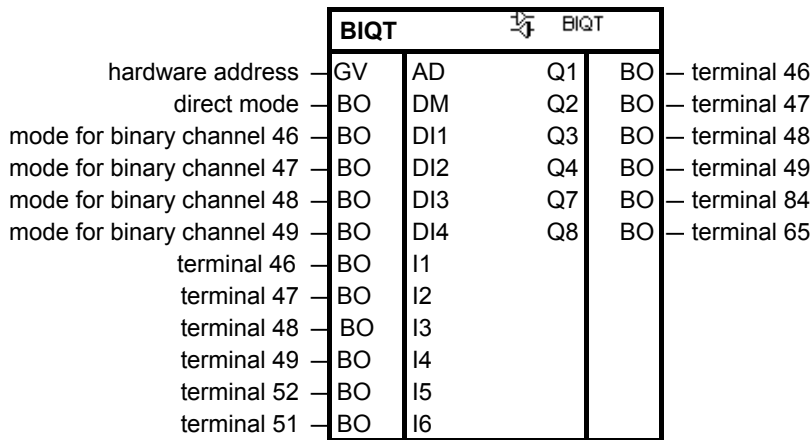 BIQT BIQT
hardware address GV AD Q1 BO terminal 46
direct mode BO DM Q2 BO terminal 47
mode for binary channel 46 BO DI1 Q3 BO terminal 48
mode for binary channel 47 BO DI2 Q4 BO terminal 49
mode for binary channel 48 BO DI3 Q7 BO terminal 84
mode for binary channel 49 BO DI4 Q8 BO terminal 65
terminal 46 BO I1
terminal 47 BO I2
terminal 48 BO I3
terminal 49 BO I4
terminal 52 BO I5
terminal 51 BO I6